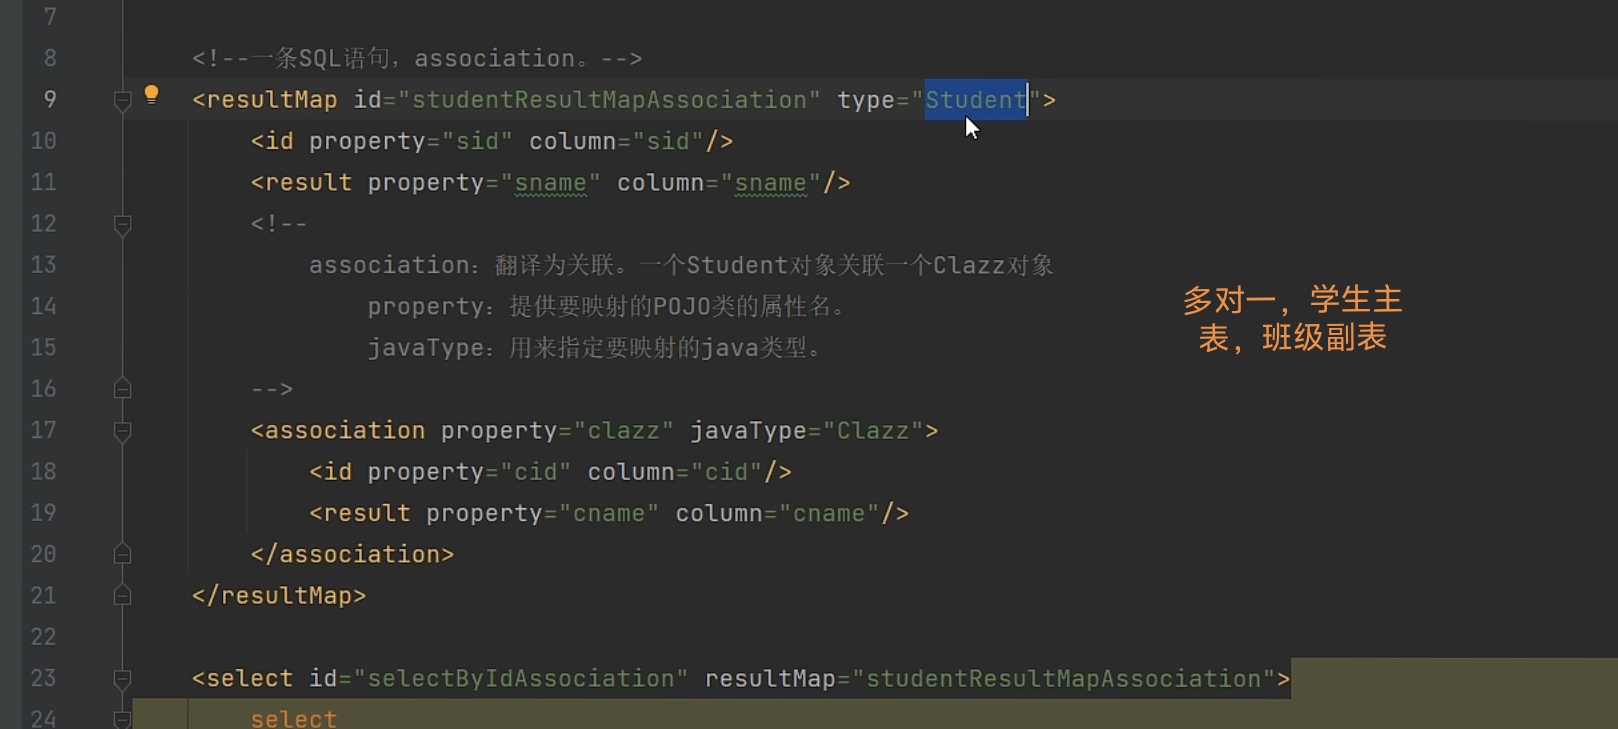 7
8 <!--一条SQL语句，association。-->
9 <resultMap id="studentResultMapAssociation" type="Student">
10 <id property="sid" column="sid"/>
11 <result property="sname" column="sname"/>
12 <!--
13 association：翻译为关联。一个Student对象关联一个Clazz对象
14 property：提供要映射的POJO类的属性名。
15 javaType：用来指定要映射的java类型。
16 -->
17 <association property="clazz" javaType="Clazz">
18 <id property="cid" column="cid"/>
19 <result property="cname" column="cname"/>
20 </association>
21 </resultMap>
22
23 <select id="selectByIdAssociation" resultMap="studentResultMapAssociation">
24 select
多对一，学生主
表，班级副表